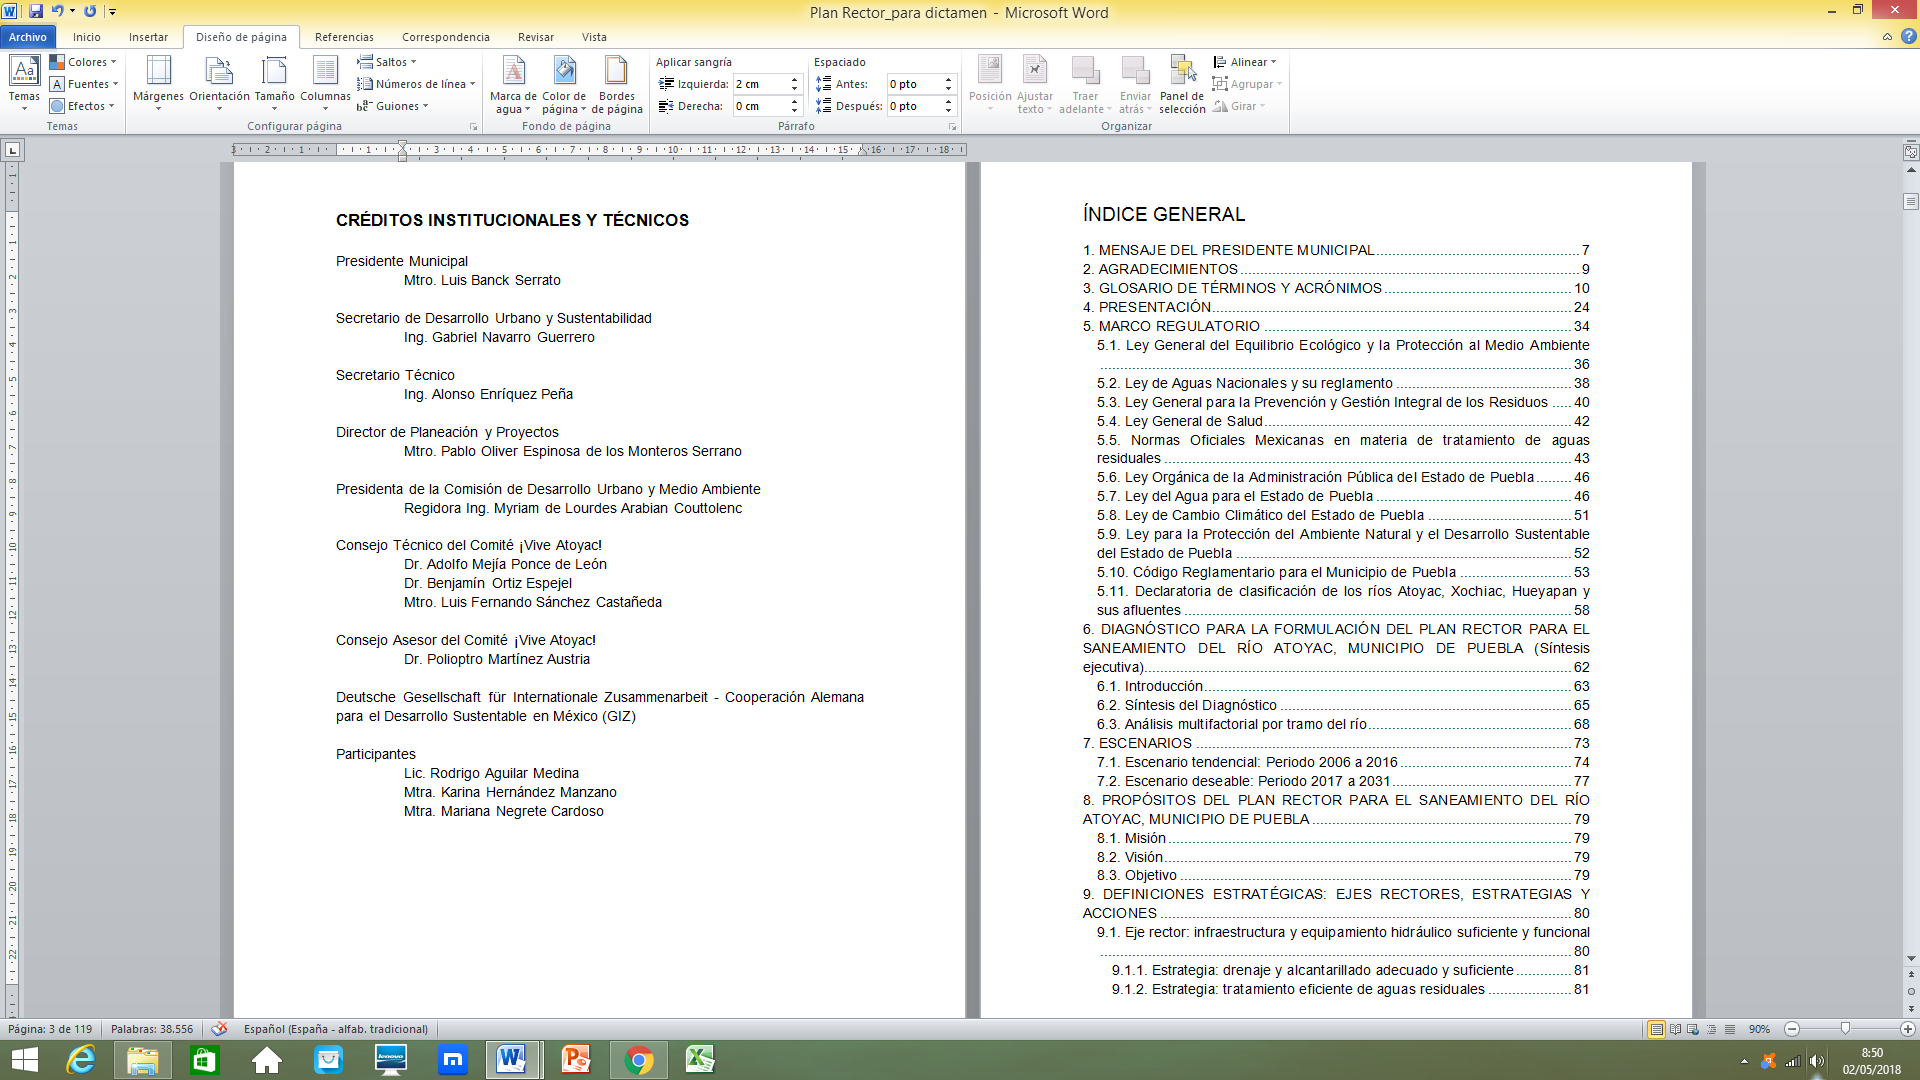 Plan Rector_para dictamen - Microsoft Word
Archivo Inicio Insertar Diseño de página Referencias Correspondencia Revisar Vista
Temas
Colores
Fuentes
Efectos
Temas
Márgenes Orientación Tamaño Columnas
Saltos
Números de línea
Guiones
Configurar página
Marca de agua
Color de página
Bordes de página
Fondo de página
Aplicar sangría
Izquierda: 2 cm
Derecha: 0 cm
Espaciado
Antes: 0 pto
Después: 0 pto
Párrafo
Posición
Ajustar texto
Traer adelante
Enviar atrás
Panel de selección
Alinear
Agrupar
Girar
Organizar
CRÉDITOS INSTITUCIONALES Y TÉCNICOS
Presidente Municipal
Mtro. Luis Banck Serrato
Secretario de Desarrollo Urbano y Sustentabilidad
Ing. Gabriel Navarro Guerrero
Secretario Técnico
Ing. Alonso Enríquez Peña
Director de Planeación y Proyectos
Mtro. Pablo Oliver Espinosa de los Monteros Serrano
Presidenta de la Comisión de Desarrollo Urbano y Medio Ambiente
Regidora Ing. Myriam de Lourdes Arabian Couttolenc
Consejo Técnico del Comité ¡Vive Atoyac!
Dr. Adolfo Mejía Ponce de León
Dr. Benjamín Ortiz Espejel
Mtro. Luis Fernando Sánchez Castañeda
Consejo Asesor del Comité ¡Vive Atoyac!
Dr. Polioptro Martínez Austria
Deutsche Gesellschaft für Internationale Zusammenarbeit - Cooperación Alemana
para el Desarrollo Sustentable en México (GIZ)
Participantes
Lic. Rodrigo Aguilar Medina
Mtra. Karina Hernández Manzano
Mtra. Mariana Negrete Cardoso
ÍNDICE GENERAL
1. MENSAJE DEL PRESIDENTE MUNICIPAL 7
2. AGRADECIMIENTOS 9
3. GLOSARIO DE TÉRMINOS Y ACRÓNIMOS 10
4. PRESENTACIÓN 24
5. MARCO REGULATORIO 34
5.1. Ley General del Equilibrio Ecológico y la Protección al Medio Ambiente
36
5.2. Ley de Aguas Nacionales y su reglamento 38
5.3. Ley General para la Prevención y Gestión Integral de los Residuos 40
5.4. Ley General de Salud 42
5.5. Normas Oficiales Mexicanas en materia de tratamiento de aguas
residuales 43
5.6. Ley Orgánica de la Administración Pública del Estado de Puebla 46
5.7. Ley del Agua para el Estado de Puebla 46
5.8. Ley de Cambio Climático del Estado de Puebla 51
5.9. Ley para la Protección del Ambiente Natural y el Desarrollo Sustentable
del Estado de Puebla 52
5.10. Código Reglamentario para el Municipio de Puebla 53
5.11. Declaratoria de clasificación de los ríos Atoyac, Xochiac, Hueyapan y
sus afluentes 58
6. DIAGNÓSTICO PARA LA FORMULACIÓN DEL PLAN RECTOR PARA EL
SANEAMIENTO DEL RÍO ATOYAC, MUNICIPIO DE PUEBLA (Síntesis
ejecutiva) 62
6.1. Introducción 63
6.2. Síntesis del Diagnóstico 65
6.3. Análisis multifactorial por tramo del río 68
7. ESCENARIOS 73
7.1. Escenario tendencial: Periodo 2006 a 2016 74
7.2. Escenario deseable: Periodo 2017 a 2031 77
8. PROPÓSITOS DEL PLAN RECTOR PARA EL SANEAMIENTO DEL RÍO
ATOYAC, MUNICIPIO DE PUEBLA 79
8.1. Misión 79
8.2. Visión 79
8.3. Objetivo 79
9. DEFINICIONES ESTRATÉGICAS: EJES RECTORES, ESTRATEGIAS Y
ACCIONES 80
9.1. Eje rector: infraestructura y equipamiento hidráulico suficiente y funcional
80
9.1.1. Estrategia: drenaje y alcantarillado adecuado y suficiente 81
9.1.2. Estrategia: tratamiento eficiente de aguas residuales 81
Página: 3 de 119 Palabras: 38.556 Español (España - alfab. tradicional) 90%
8:50
02/05/2018